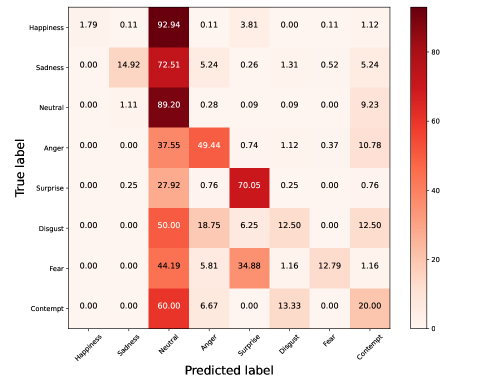 Happiness 1.79 0.11 92.94 0.11 3.81 0.00 0.11 1.12
Sadness 0.00 14.92 72.51 5.24 0.26 1.31 0.52 5.24
Neutral 0.00 1.11 89.20 0.28 0.09 0.09 0.00 9.23
Anger 0.00 0.00 37.55 49.44 0.74 1.12 0.37 10.78
Surprise 0.00 0.25 27.92 0.76 70.05 0.25 0.00 0.76
Disgust 0.00 0.00 50.00 18.75 6.25 12.50 0.00 12.50
Fear 0.00 0.00 44.19 5.81 34.88 1.16 12.79 1.16
Contempt 0.00 0.00 60.00 6.67 0.00 13.33 0.00 20.00
Happiness Sadness Neutral Anger Surprise Disgust Fear Contempt
Predicted label
True label
80
60
40
20
0